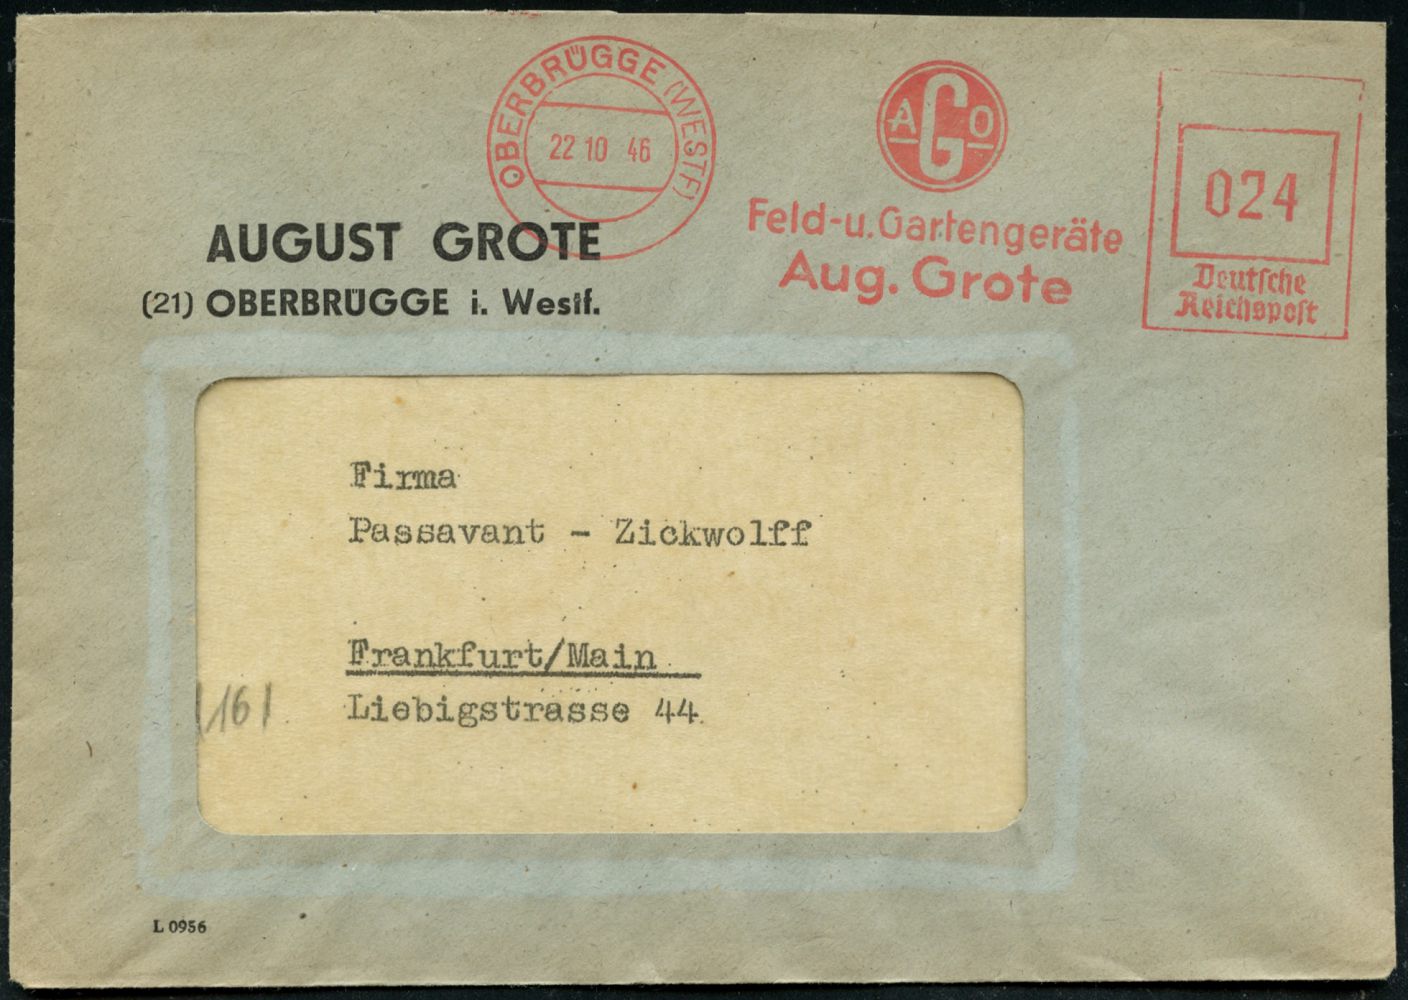 OBERBRÜGGE (WESTF)
22 10 46
AGO
Feld-u. Gartengeräte
Aug. Grote
024
Deutsche
Reichspost
AUGUST GROTE
(21) OBERBRÜGGE i. Westf.
Firma
Passavant - Zickwolff
Frankfurt/Main
Liebigstrasse 44
161
L 0956